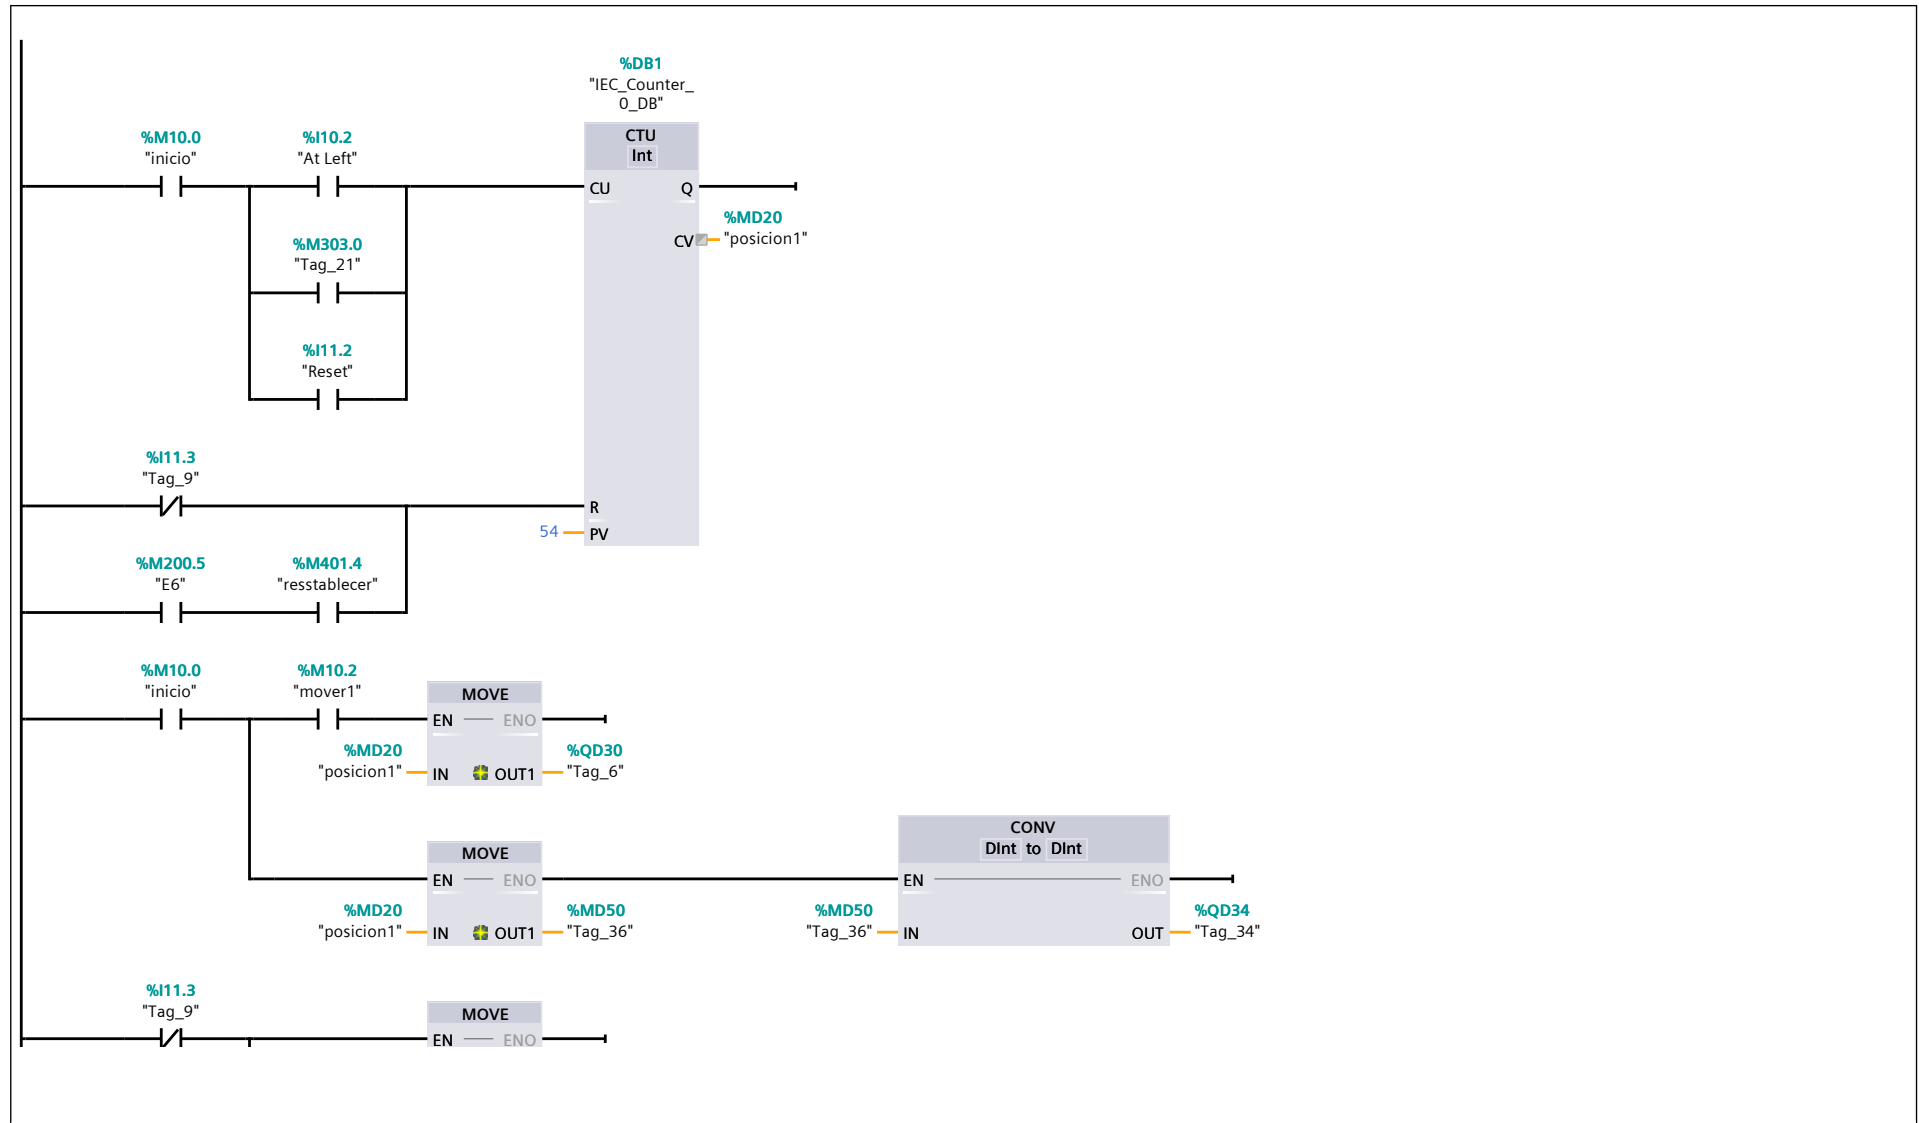 %DB1
"IEC_Counter_
0_DB"
%M10.0
"inicio"
%I10.2
"At Left"
CTU
Int
CU
Q
%MD20
"posicion1"
CV
%M303.0
"Tag_21"
%I11.2
"Reset"
%I11.3
"Tag_9"
R
54
PV
%M200.5
"E6"
%M401.4
"resstablecer"
%M10.0
"inicio"
%M10.2
"mover1"
MOVE
EN
ENO
%MD20
"posicion1"
IN
OUT1
%QD30
"Tag_6"
MOVE
EN
ENO
%MD20
"posicion1"
IN
OUT1
%MD50
"Tag_36"
CONV
DInt to DInt
EN
ENO
%MD50
"Tag_36"
IN
OUT
%QD34
"Tag_34"
%I11.3
"Tag_9"
MOVE
EN
ENO